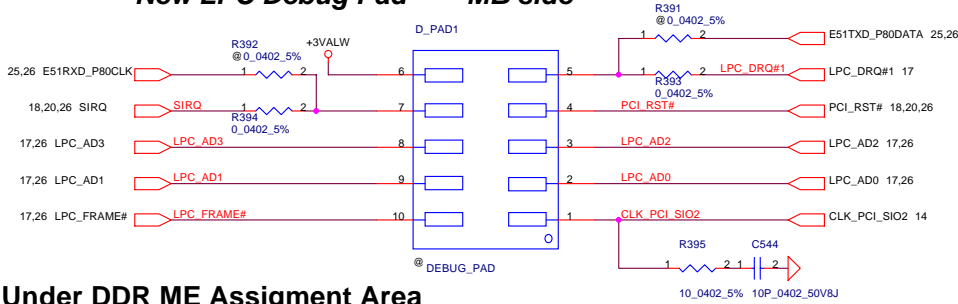 New LPC Debug Pad MB side
R391
@0_0402_5%
1 2
E51TXD_P80DATA 25,26
D_PAD1
R392
@0_0402_5%
+3VALW
25,26 E51RXD_P80CLK
1 2
6
5
1 2
LPC_DRQ#1
LPC_DRQ#1 17
R393
0_0402_5%
18,20,26 SIRQ
SIRQ
1 2
R394
0_0402_5%
7
4
PCI_RST#
PCI_RST# 18,20,26
17,26 LPC_AD3
LPC_AD3
8
3
LPC_AD2
LPC_AD2 17,26
17,26 LPC_AD1
LPC_AD1
9
2
LPC_AD0
LPC_AD0 17,26
17,26 LPC_FRAME#
LPC_FRAME#
10
1
CLK_PCI_SIO2
CLK_PCI_SIO2 14
R395
C544
1 2
1 2
10_0402_5%
10P_0402_50V8J
@ DEBUG_PAD
Under DDR ME Assigment Area